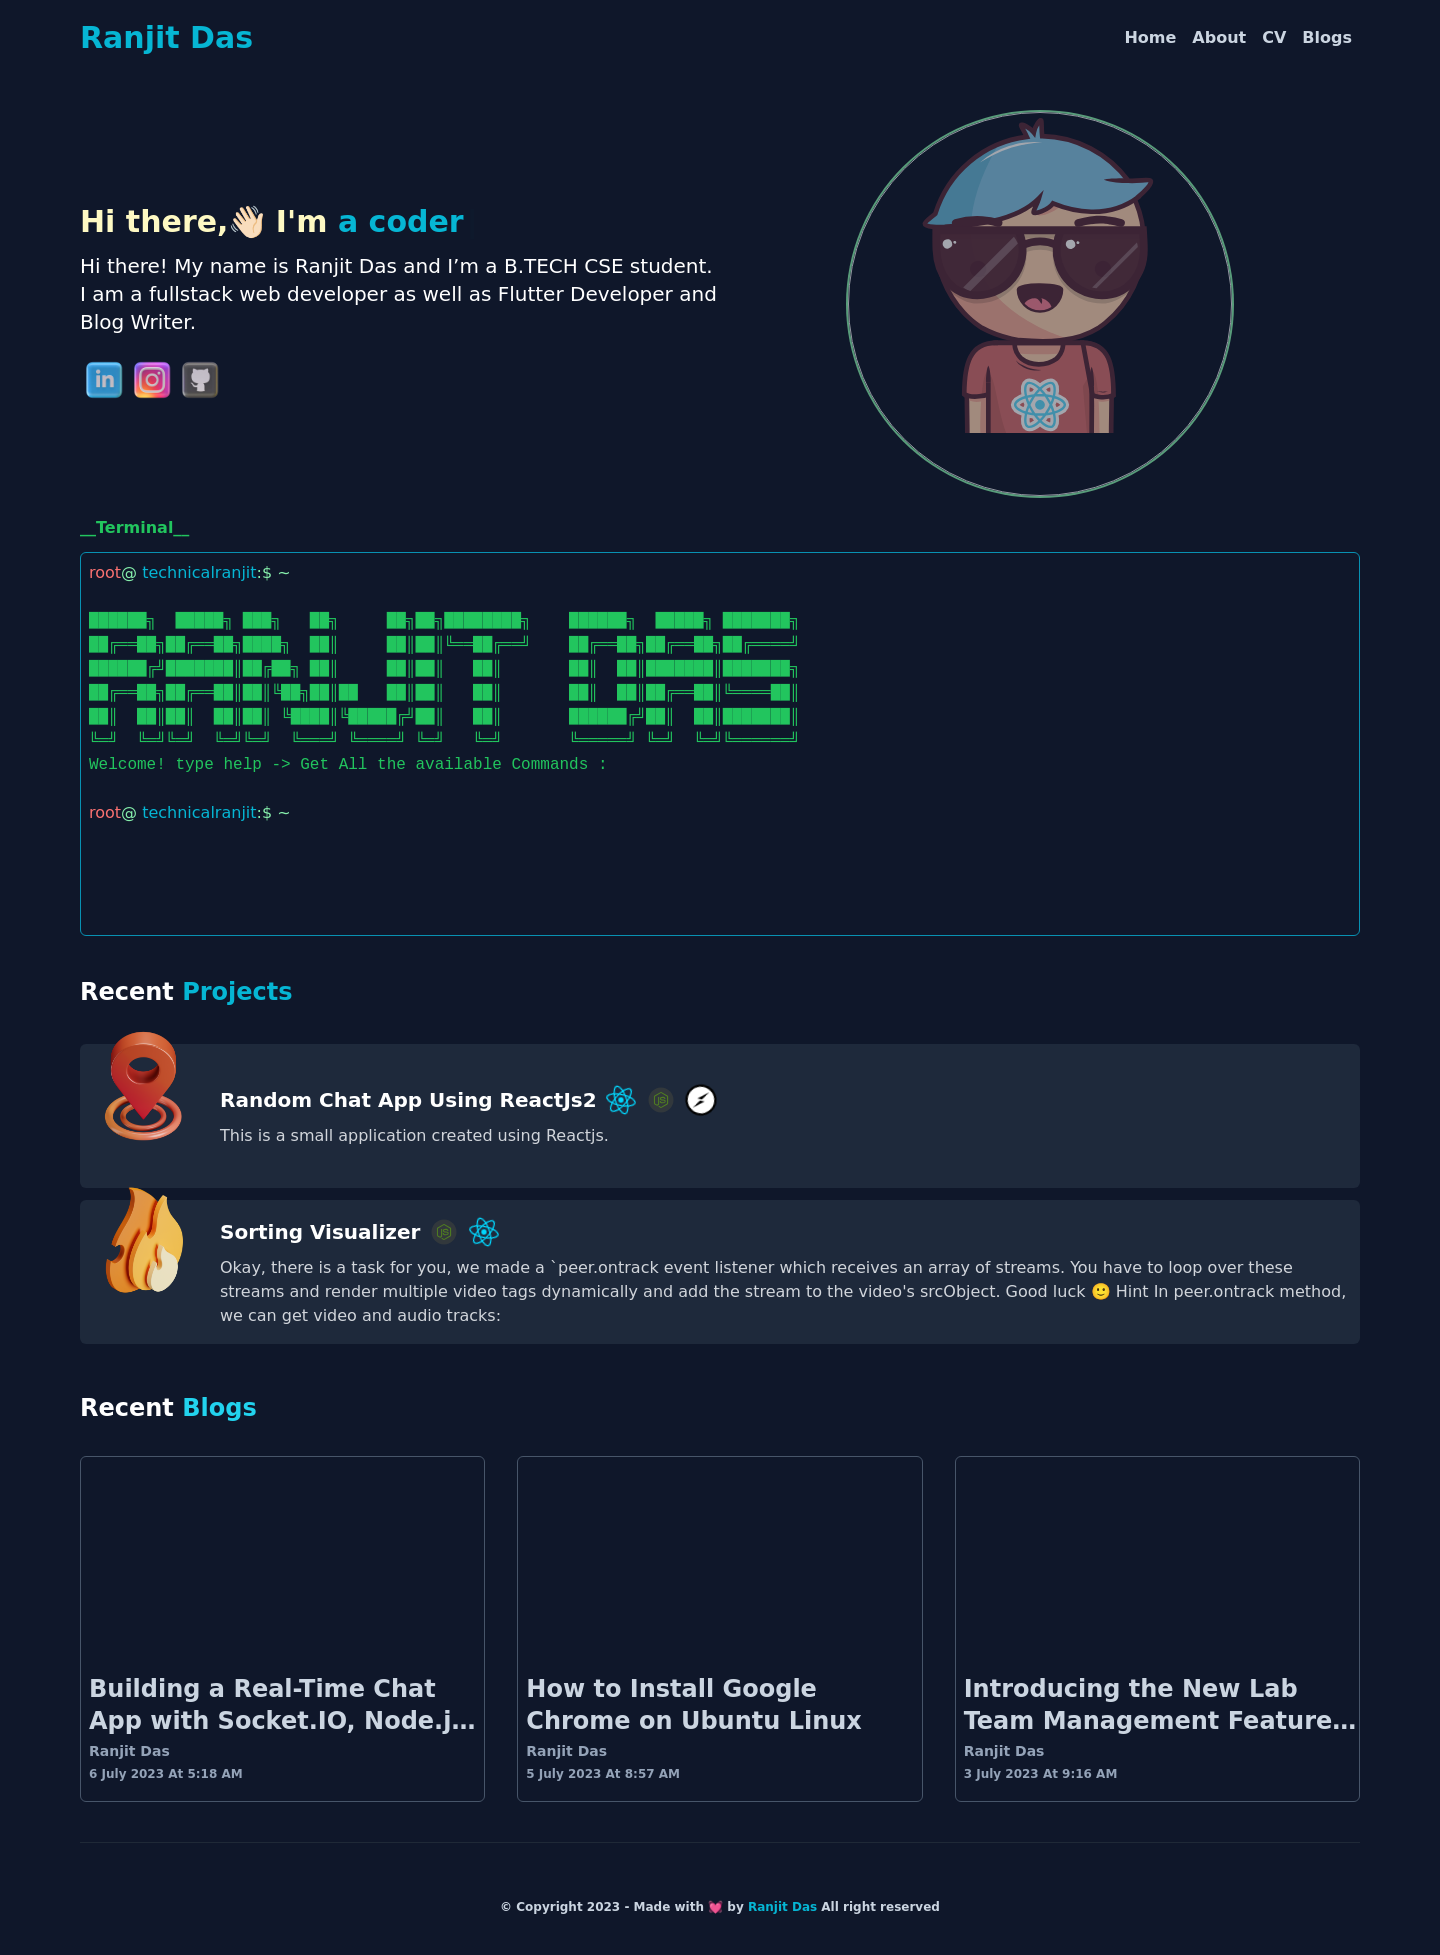 Ranjit Das
Home About CV Blogs
Hi there,👋🏻 I'm a coder
Hi there! My name is Ranjit Das and I’m a B.TECH CSE student.
I am a fullstack web developer as well as Flutter Developer and
Blog Writer.
in
__Terminal__
root@ technicalranjit:$ ~
RANJIT DAS
Welcome! type help -> Get All the available Commands :
root@ technicalranjit:$ ~
Recent Projects
Random Chat App Using ReactJs2
This is a small application created using Reactjs.
Sorting Visualizer
Okay, there is a task for you, we made a `peer.ontrack event listener which receives an array of streams. You have to loop over these
streams and render multiple video tags dynamically and add the stream to the video's srcObject. Good luck 🙂 Hint In peer.ontrack method,
we can get video and audio tracks:
Recent Blogs
Building a Real-Time Chat
App with Socket.IO, Node.j...
Ranjit Das
6 July 2023 At 5:18 AM
How to Install Google
Chrome on Ubuntu Linux
Ranjit Das
5 July 2023 At 8:57 AM
Introducing the New Lab
Team Management Feature...
Ranjit Das
3 July 2023 At 9:16 AM
© Copyright 2023 - Made with 💓 by Ranjit Das All right reserved